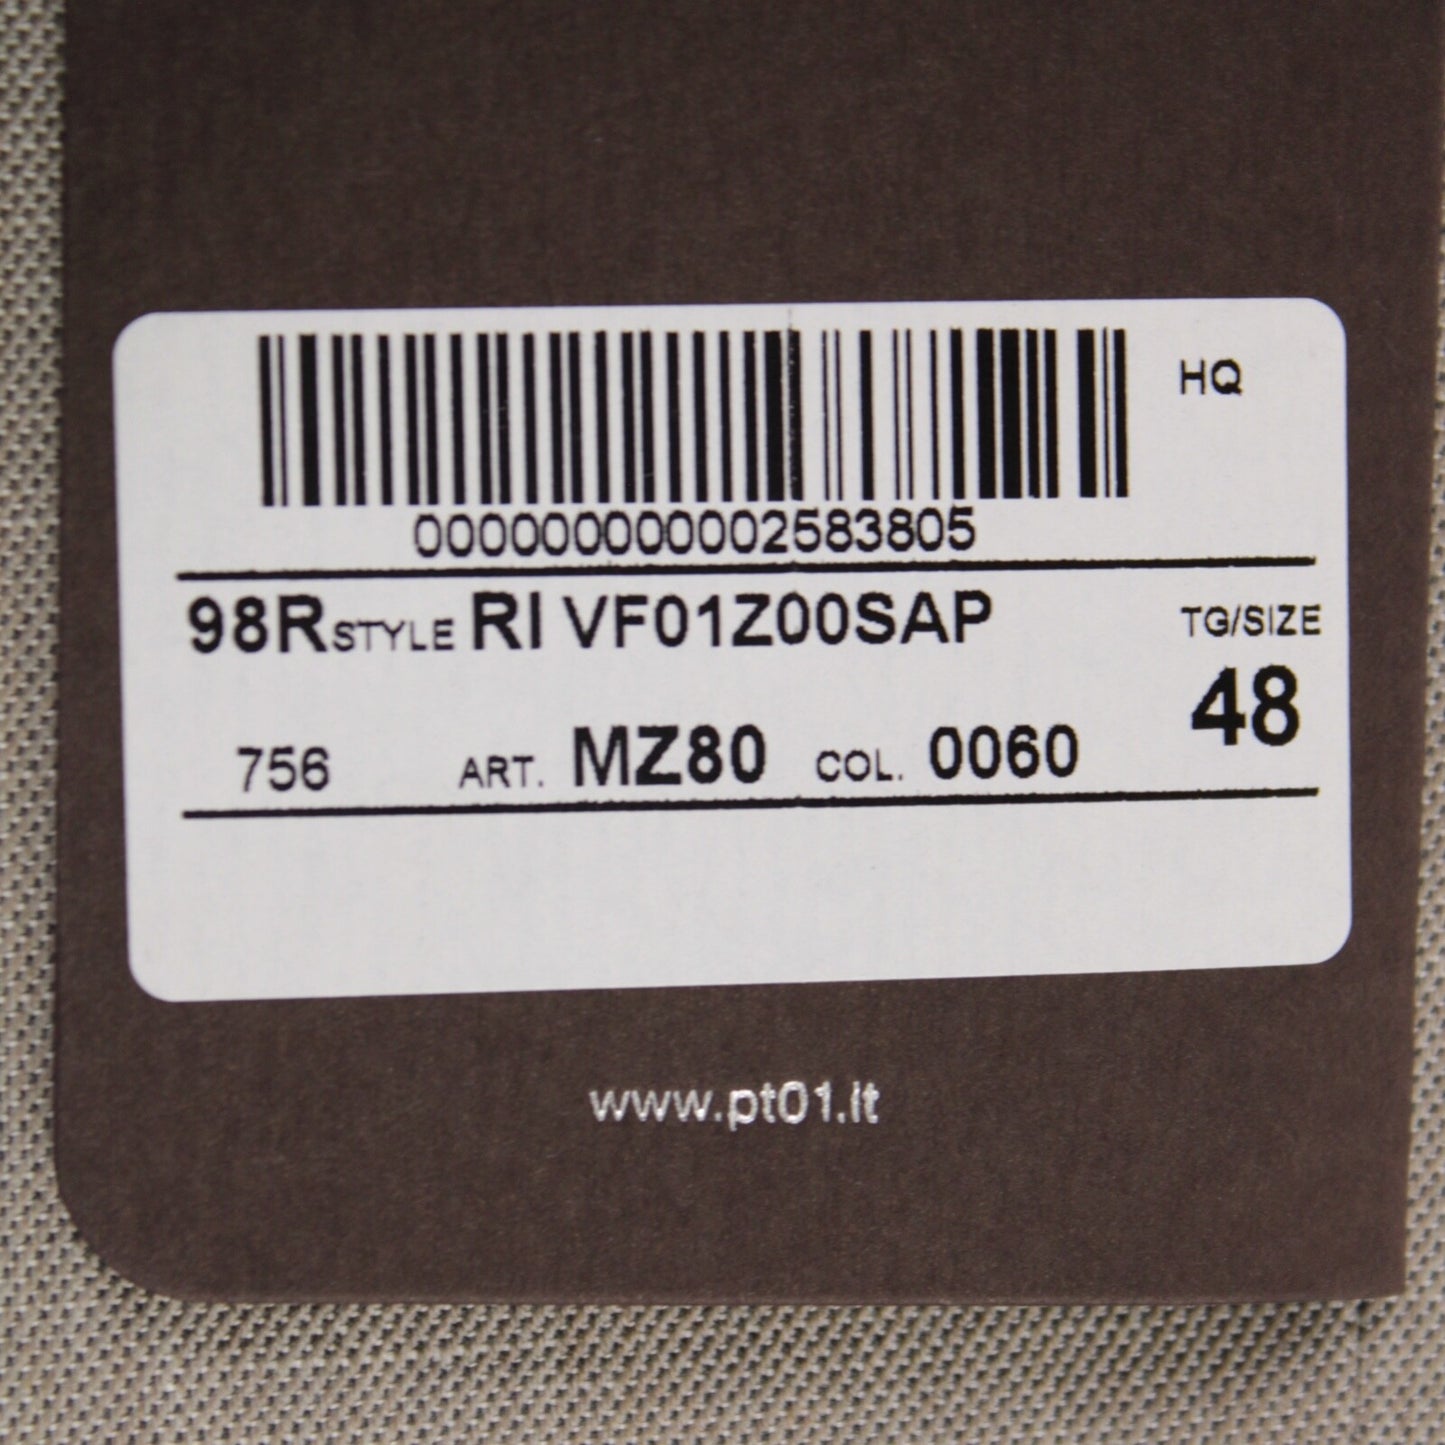 HQ
000000000002583805
98R STYLE RI VF01Z00SAP TG/SIZE
48
756 ART. MZ80 COL. 0060
www.pt01.it